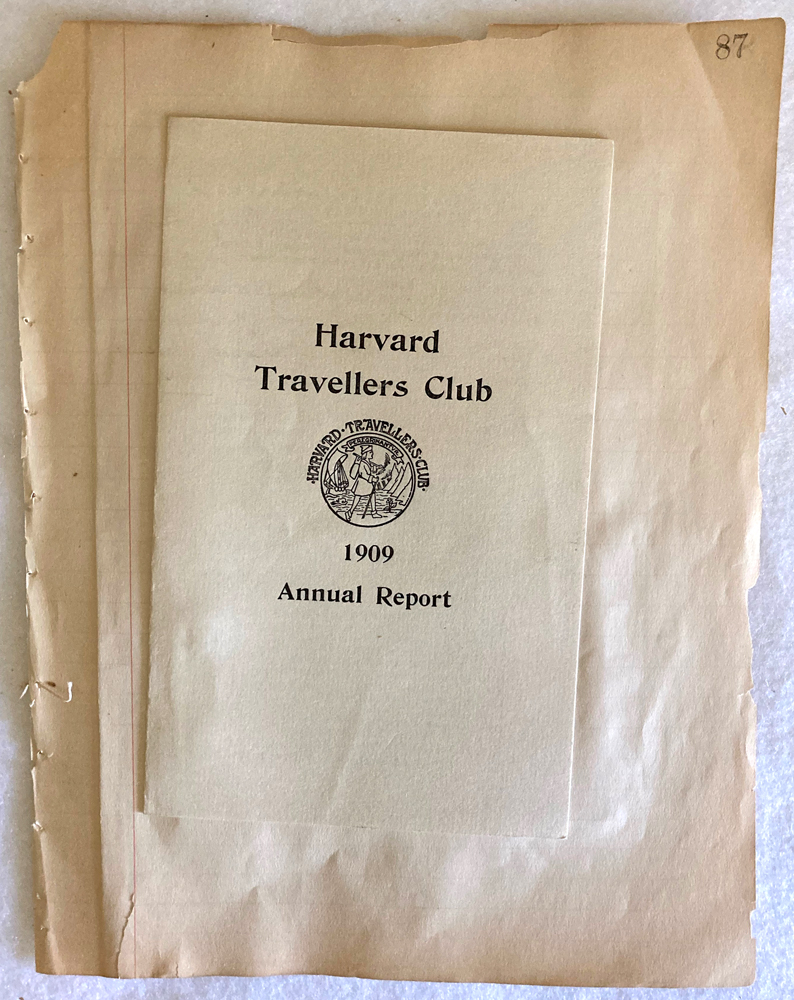 87
Harvard
Travellers Club
·HARVARD·TRAVELLERS·CLUB·
1909
Annual Report